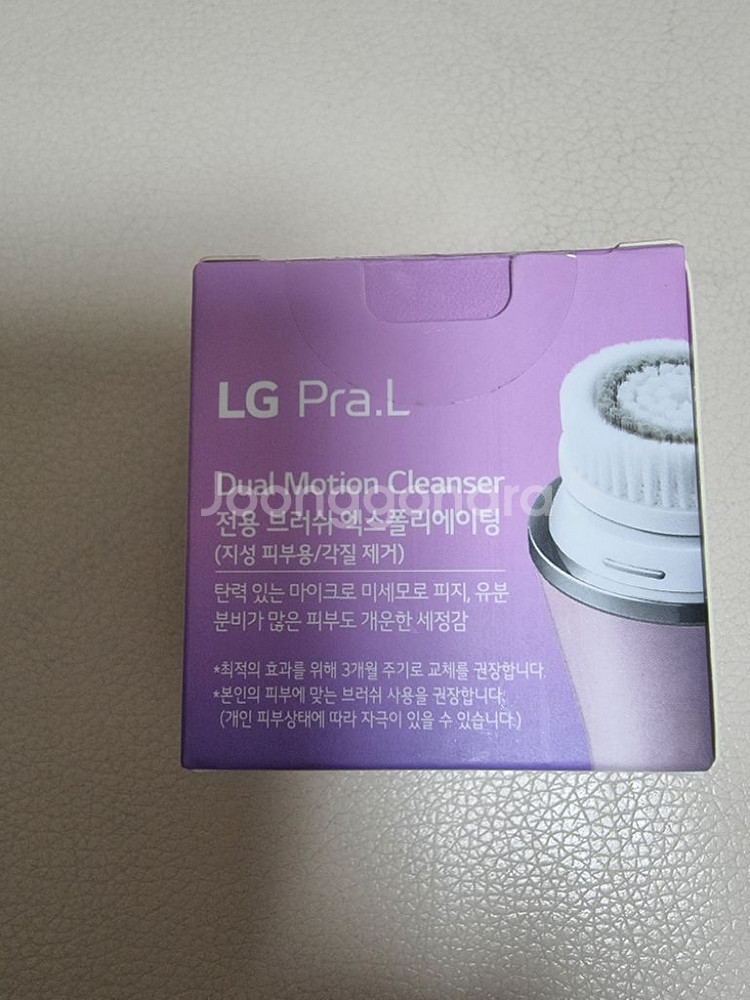 LG Pra.L
Dual Motion Cleanser
Joonggonara
전용 브러쉬 엑스폴리에이팅
(지성 피부용/각질 제거)
탄력 있는 마이크로 미세모로 피지, 유분
분비가 많은 피부도 개운한 세정감
*최적의 효과를 위해 3개월 주기로 교체를 권장합니다.
*본인의 피부에 맞는 브러쉬 사용을 권장합니다.
(개인 피부상태에 따라 자극이 있을 수 있습니다.)